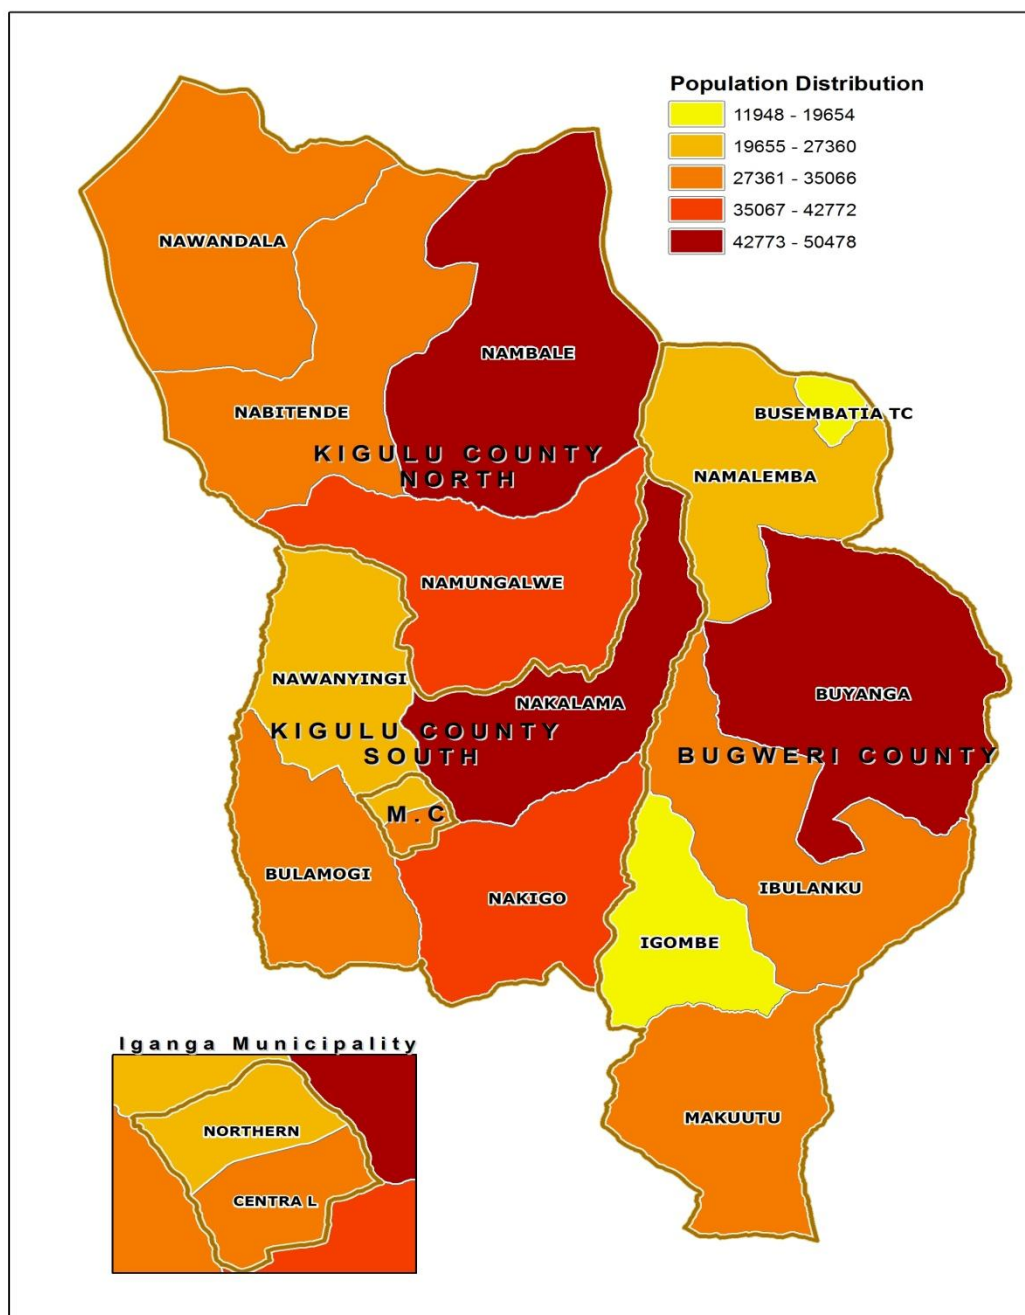 Population Distribution
11948 - 19654
19655 - 27360
27361 - 35066
35067 - 42772
42773 - 50478
NAWANDALA
NAMBALE
NABITENDE
BUSEMBATIA TC
KIGULU COUNTY
NORTH
NAMALEMBA
NAMUNGALWE
NAWANYINGI
NAKALAMA
BUYANGA
KIGULU COUNTY
SOUTH
BUGWERI COUNTY
M.C
BULAMOGI
NAKIGO
IBULANKU
IGOMBE
Iganga Municipality
MAKUUTU
NORTHERN
CENTRA L